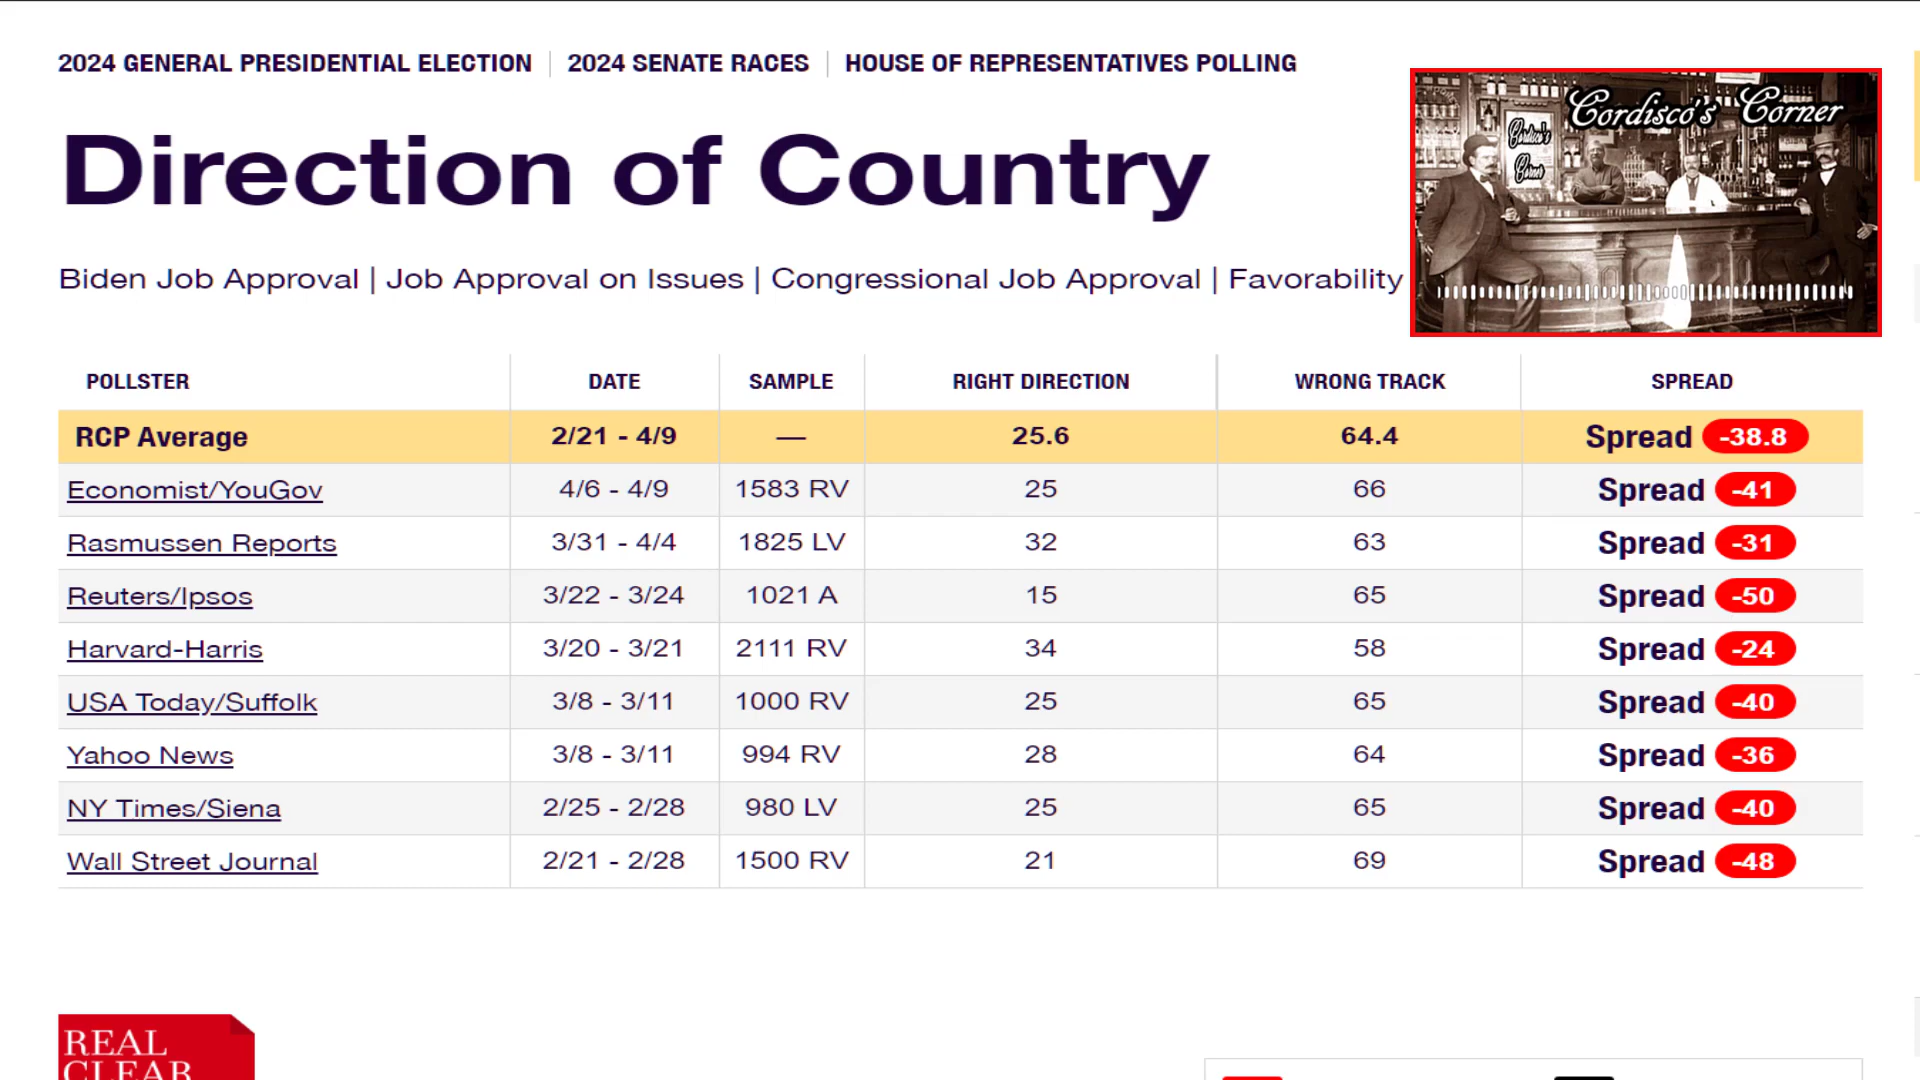 2024 GENERAL PRESIDENTIAL ELECTION | 2024 SENATE RACES | HOUSE OF REPRESENTATIVES POLLING
Direction of Country
Cordisco's Corner
Cordisco's
Corner
Biden Job Approval | Job Approval on Issues | Congressional Job Approval | Favorability
POLLSTER DATE SAMPLE RIGHT DIRECTION WRONG TRACK SPREAD
RCP Average 2/21 - 4/9 — 25.6 64.4 Spread -38.8
Economist/YouGov 4/6 - 4/9 1583 RV 25 66 Spread -41
Rasmussen Reports 3/31 - 4/4 1825 LV 32 63 Spread -31
Reuters/Ipsos 3/22 - 3/24 1021 A 15 65 Spread -50
Harvard-Harris 3/20 - 3/21 2111 RV 34 58 Spread -24
USA Today/Suffolk 3/8 - 3/11 1000 RV 25 65 Spread -40
Yahoo News 3/8 - 3/11 994 RV 28 64 Spread -36
NY Times/Siena 2/25 - 2/28 980 LV 25 65 Spread -40
Wall Street Journal 2/21 - 2/28 1500 RV 21 69 Spread -48
REAL
CLEAR